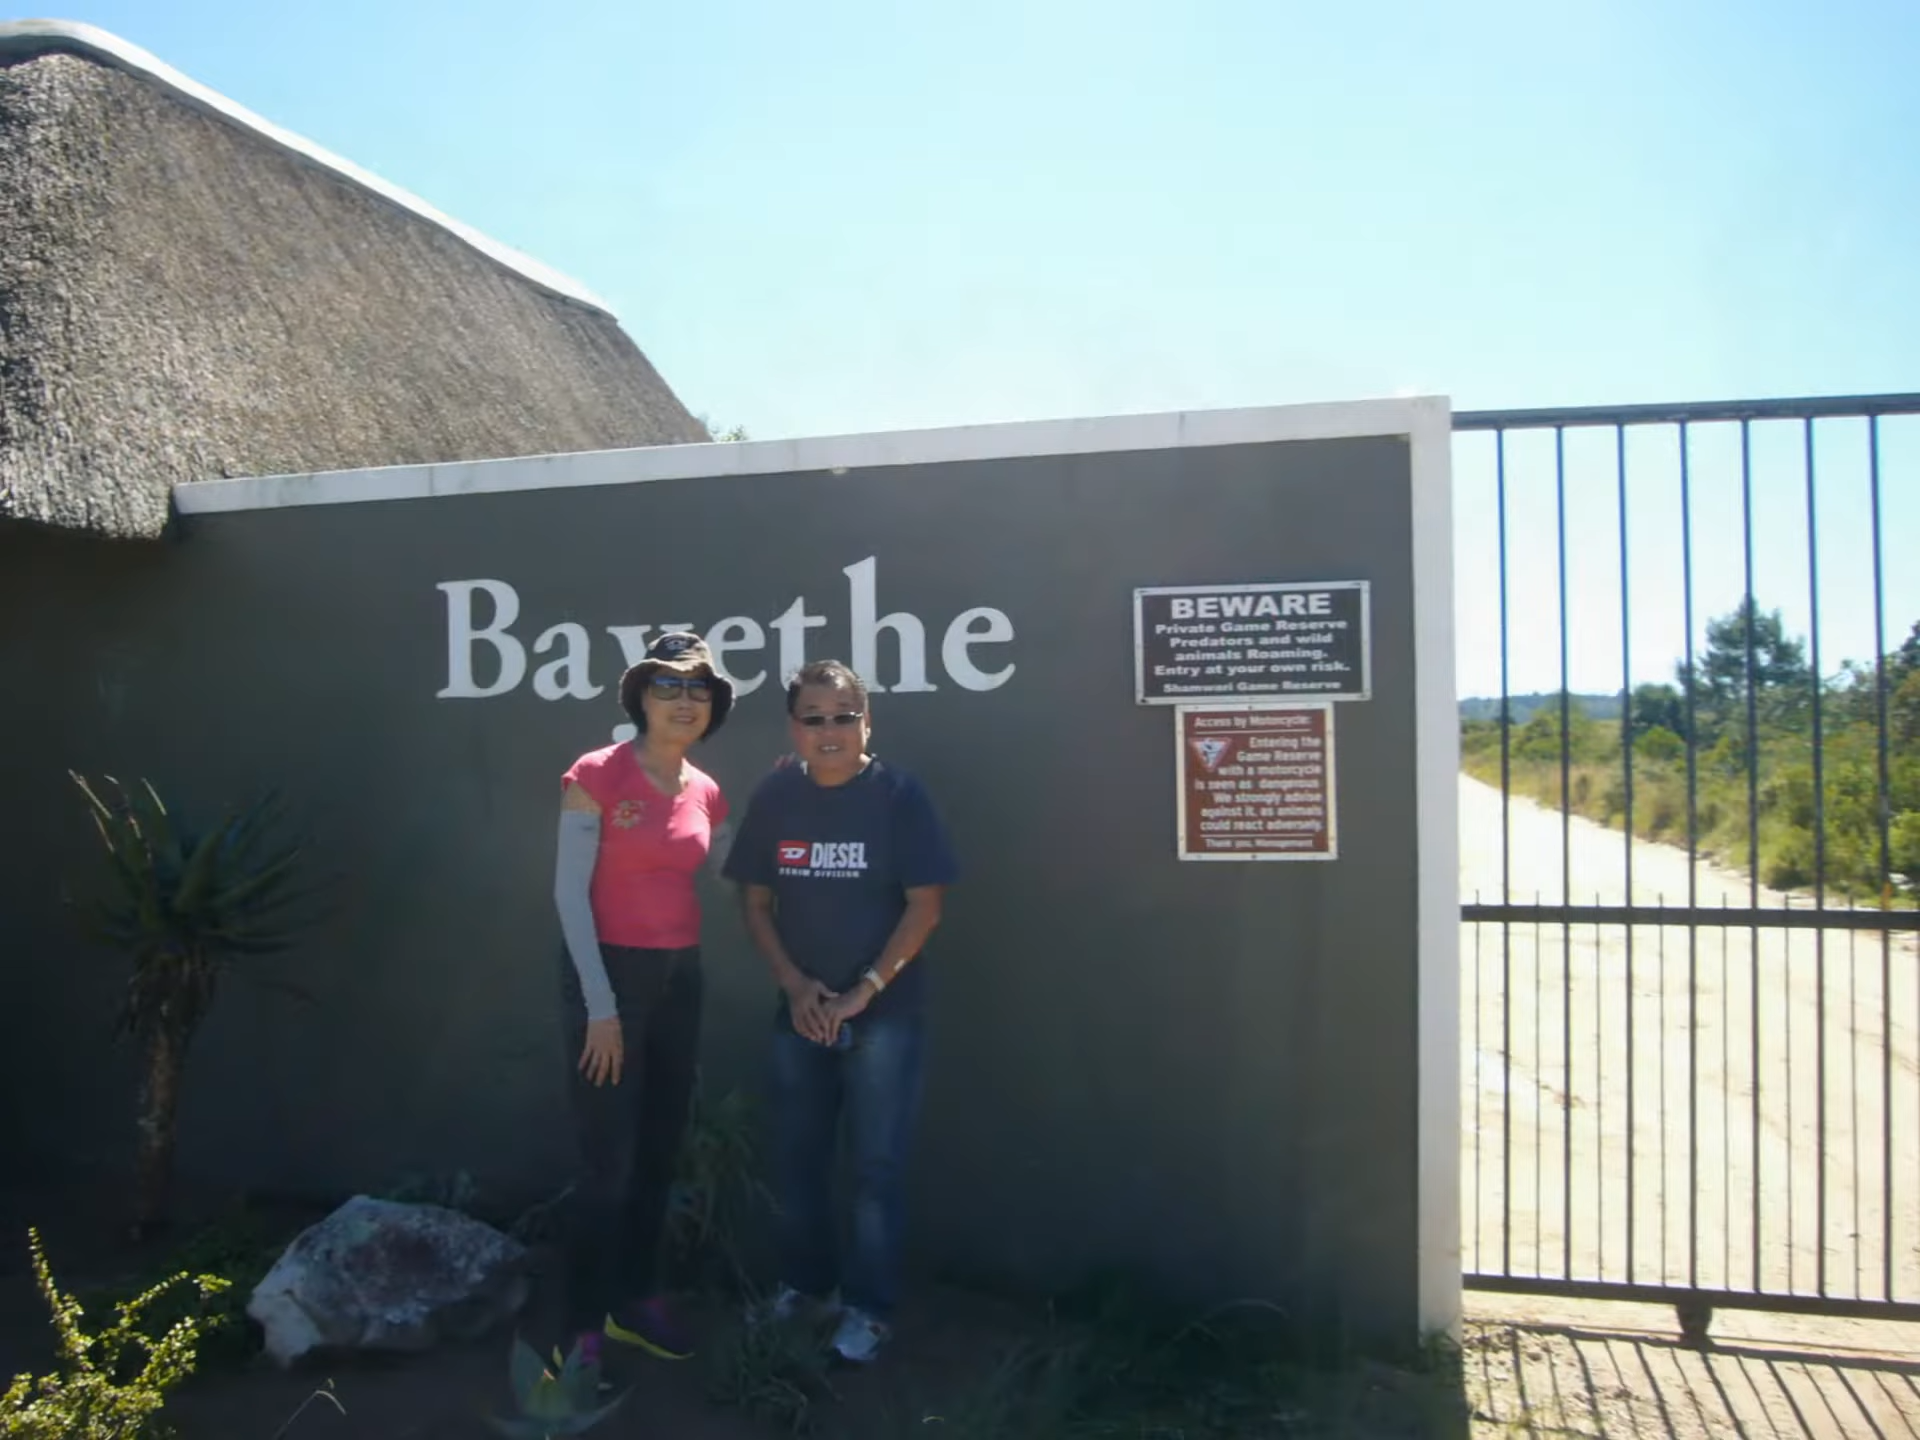 Bayethe
BEWARE
Private Game Reserve
Predators and wild
animals Roaming.
Entry at your own risk.
Shamwari Game Reserve
Access by Motorcycle:
Entering the
Game Reserve
with a motorcycle
is seen as dangerous
We strongly advise
against it, as animals
could react adversely.
Thank you, Management
DIESEL
DENIM DIVISION